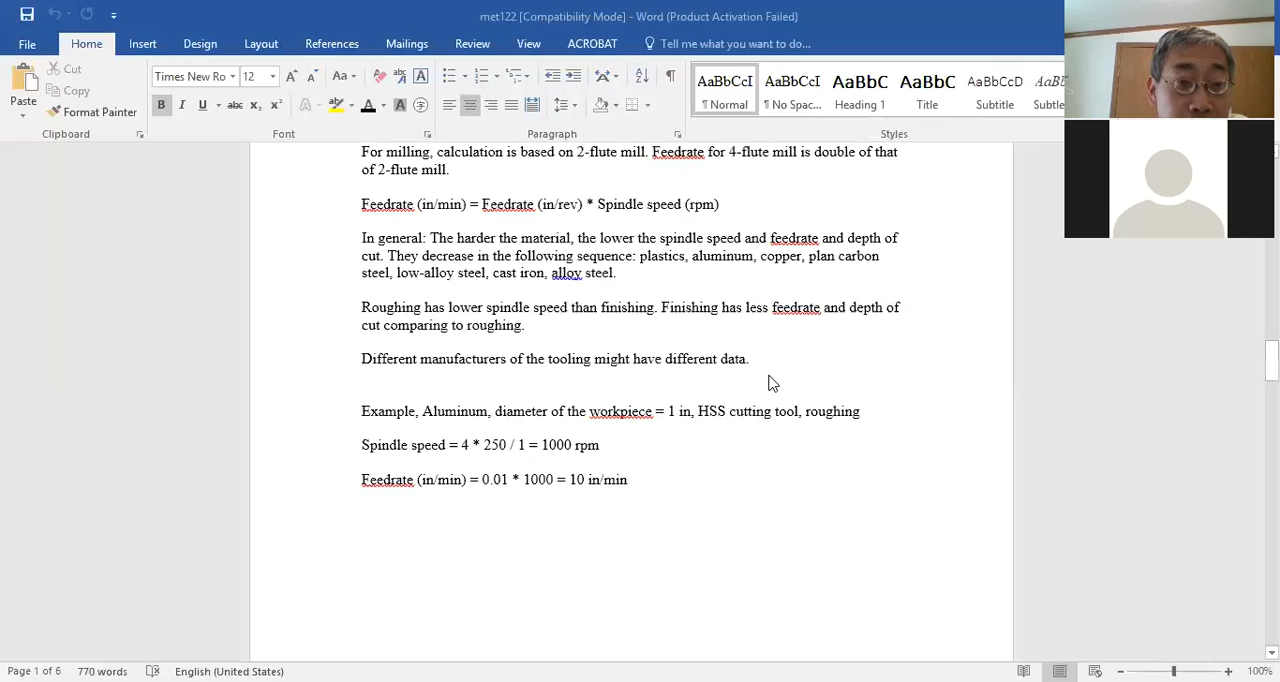 met122 [Compatibility Mode] - Word (Product Activation Failed)
File Home Insert Design Layout References Mailings Review View ACROBAT Tell me what you want to do...
Cut
Copy
Format Painter
Paste
Clipboard
Times New Ro 12
Font
Paragraph
AaBbCcI AaBbCcI AaBbC AaBbC AaBbCcD AaBb
¶ Normal ¶ No Spac... Heading 1 Title Subtitle Subtle
Styles
For milling, calculation is based on 2-flute mill. Feedrate for 4-flute mill is double of that
of 2-flute mill.
Feedrate (in/min) = Feedrate (in/rev) * Spindle speed (rpm)
In general: The harder the material, the lower the spindle speed and feedrate and depth of
cut. They decrease in the following sequence: plastics, aluminum, copper, plan carbon
steel, low-alloy steel, cast iron, alloy steel.
Roughing has lower spindle speed than finishing. Finishing has less feedrate and depth of
cut comparing to roughing.
Different manufacturers of the tooling might have different data.
Example, Aluminum, diameter of the workpiece = 1 in, HSS cutting tool, roughing
Spindle speed = 4 * 250 / 1 = 1000 rpm
Feedrate (in/min) = 0.01 * 1000 = 10 in/min
Page 1 of 6 770 words English (United States) 100%